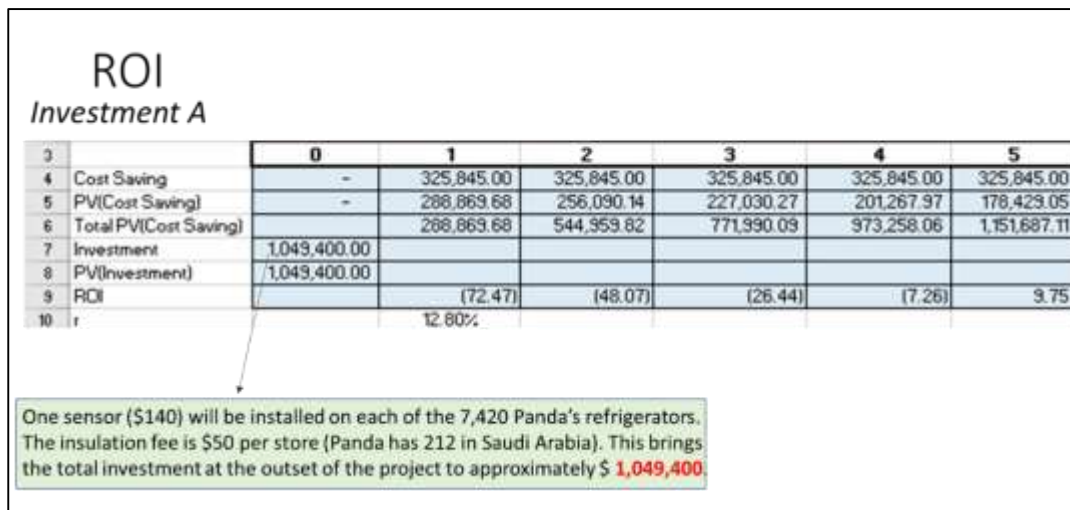 ROI
Investment A
3 0 1 2 3 4 5
4 Cost Saving - 325,845.00 325,845.00 325,845.00 325,845.00 325,845.00
5 PV(Cost Saving) - 288,869.68 256,090.14 227,030.27 201,267.97 178,429.05
6 Total PV(Cost Saving) 288,869.68 544,959.82 771,990.09 973,258.06 1,151,687.11
7 Investment 1,049,400.00
8 PV(Investment) 1,049,400.00
9 ROI (72.47) (48.07) (26.44) (7.26) 9.75
10 r 12.80%
One sensor ($140) will be installed on each of the 7,420 Panda's refrigerators.
The insulation fee is $50 per store (Panda has 212 in Saudi Arabia). This brings
the total investment at the outset of the project to approximately $ 1,049,400.